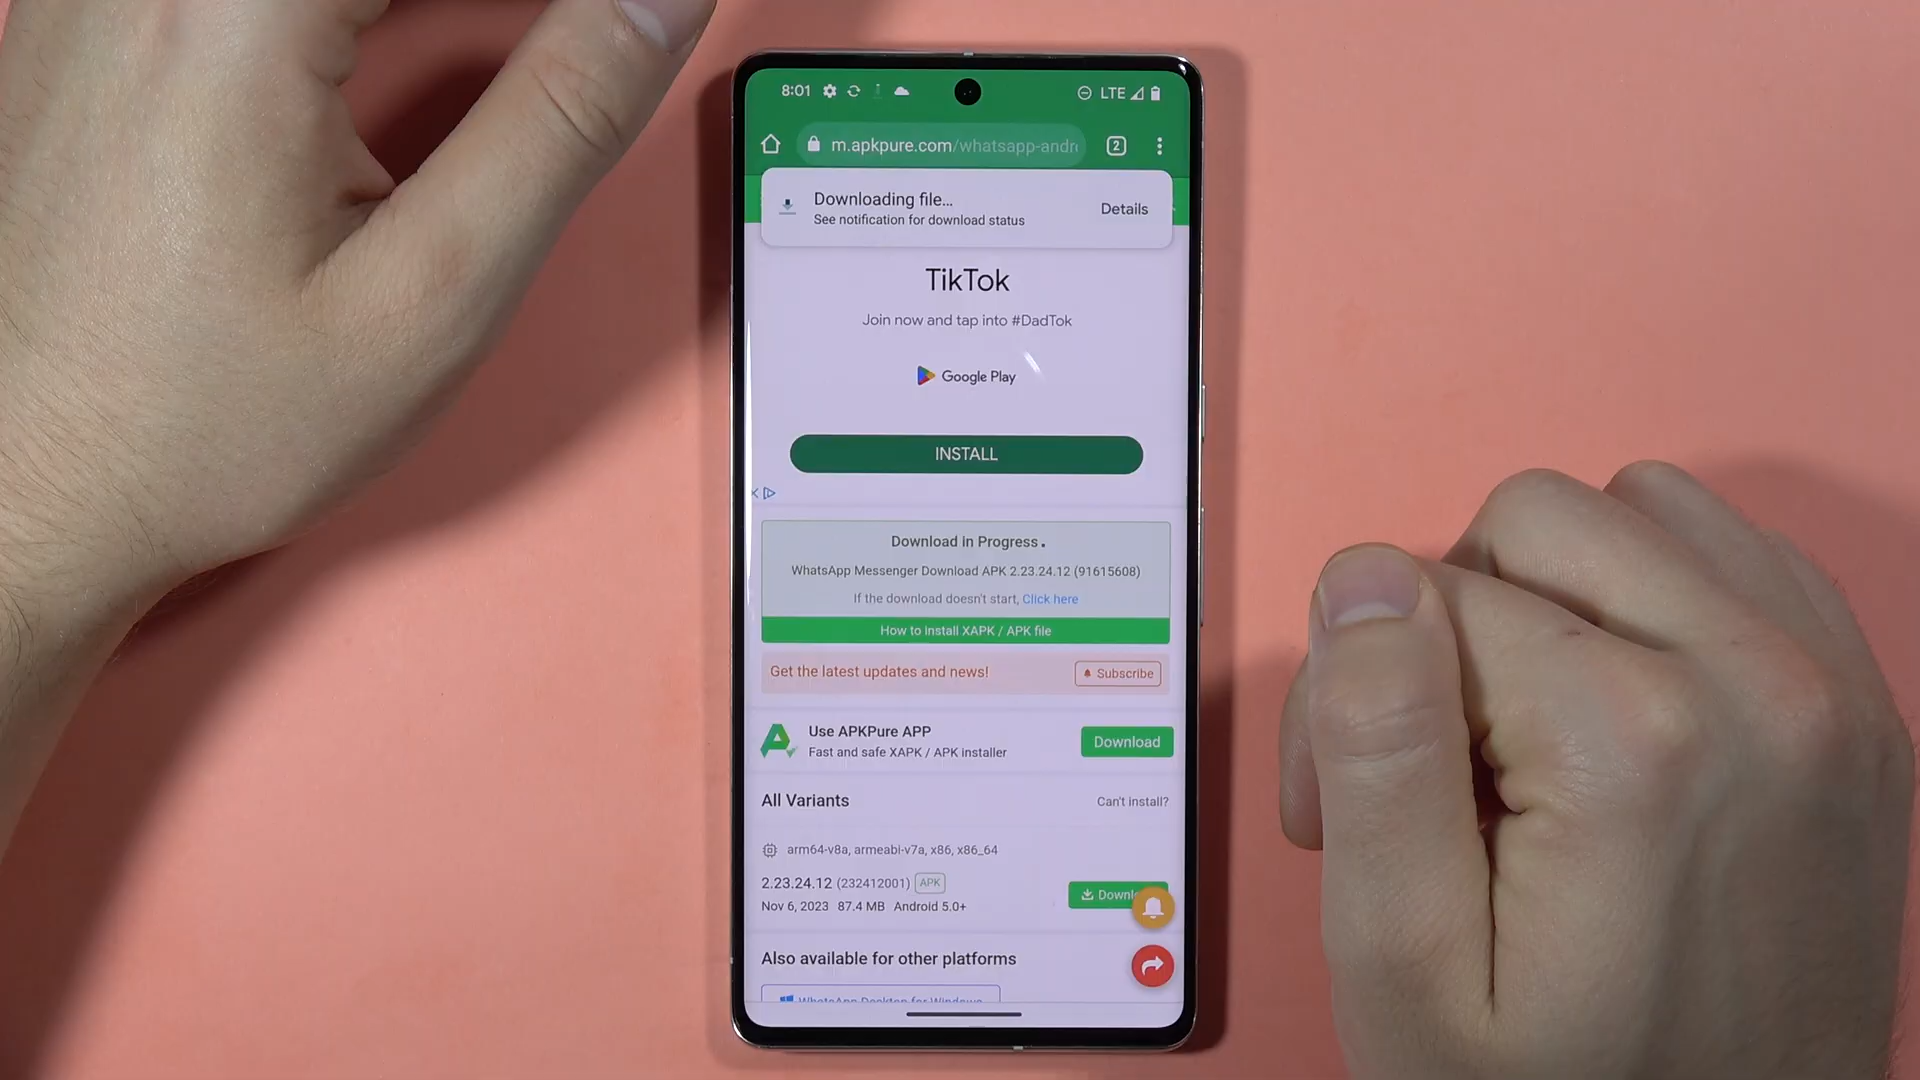 8:01
LTE
m.apkpure.com/whatsapp-andr
2
Downloading file...
See notification for download status
Details
TikTok
Join now and tap into #DadTok
Google Play
INSTALL
Download in Progress.
WhatsApp Messenger Download APK 2.23.24.12 (91615608)
If the download doesn't start, Click here
How to install XAPK / APK file
Get the latest updates and news!
Subscribe
Use APKPure APP
Fast and safe XAPK / APK installer
Download
All Variants
Can't install?
arm64-v8a, armeabi-v7a, x86, x86_64
2.23.24.12 (232412001) APK
Nov 6, 2023 87.4 MB Android 5.0+
Downl
Also available for other platforms
WhatsApp Desktop for Windows